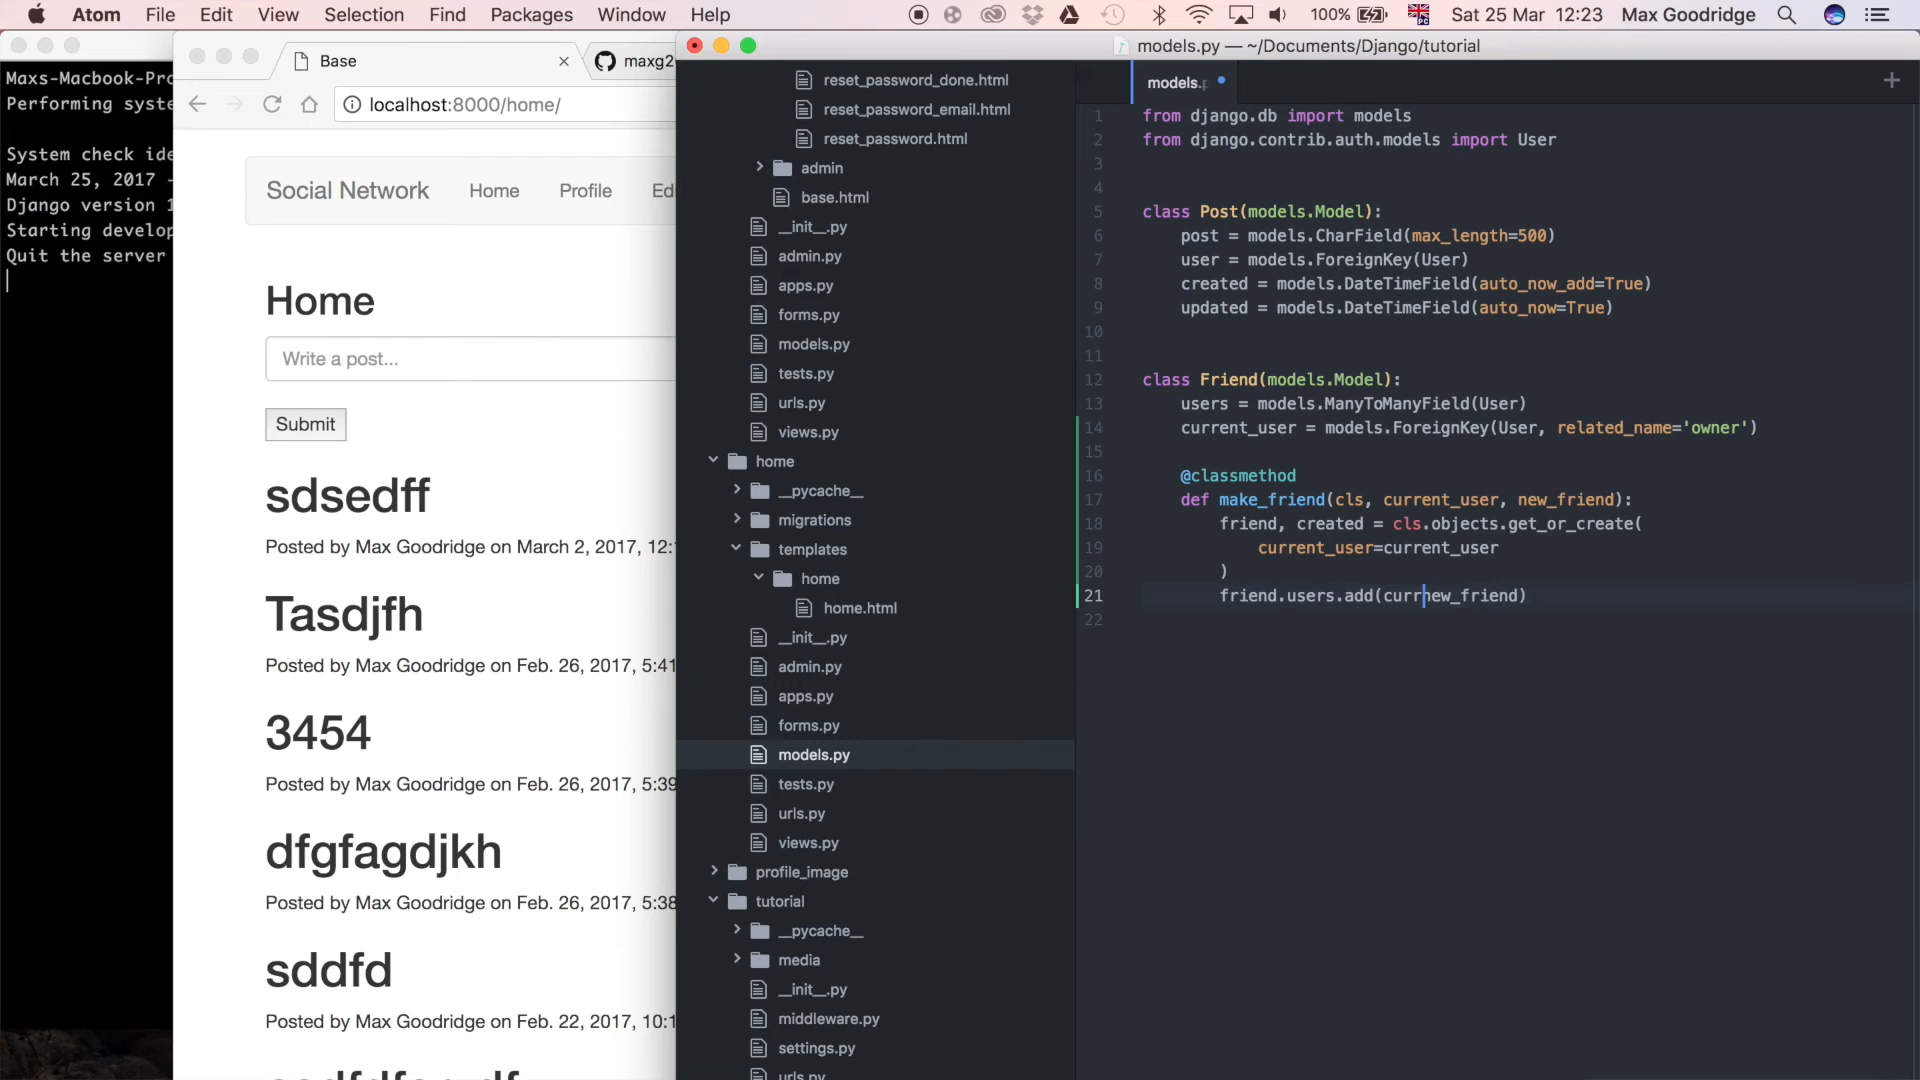 Atom File Edit View Selection Find Packages Window Help 100% Sat 25 Mar 12:23 Max Goodridge
Maxs-Macbook-Pro
Performing syste
System check ide
March 25, 2017 -
Django version 1
Starting develop
Quit the server
Base
maxg2
localhost:8000/home/
Social Network Home Profile Ed
Home
Write a post...
Submit
sdsedff
Posted by Max Goodridge on March 2, 2017, 12:
Tasdjfh
Posted by Max Goodridge on Feb. 26, 2017, 5:41
3454
Posted by Max Goodridge on Feb. 26, 2017, 5:39
dfgfagdjkh
Posted by Max Goodridge on Feb. 26, 2017, 5:38
sddfd
Posted by Max Goodridge on Feb. 22, 2017, 10:1
models.py — ~/Documents/Django/tutorial
reset_password_done.html
reset_password_email.html
reset_password.html
admin
base.html
__init__.py
admin.py
apps.py
forms.py
models.py
tests.py
urls.py
views.py
home
__pycache__
migrations
templates
home
home.html
__init__.py
admin.py
apps.py
forms.py
models.py
tests.py
urls.py
views.py
profile_image
tutorial
__pycache__
media
__init__.py
middleware.py
settings.py
urls.py
models.p
1 from django.db import models
2 from django.contrib.auth.models import User
3
4
5 class Post(models.Model):
6 post = models.CharField(max_length=500)
7 user = models.ForeignKey(User)
8 created = models.DateTimeField(auto_now_add=True)
9 updated = models.DateTimeField(auto_now=True)
10
11
12 class Friend(models.Model):
13 users = models.ManyToManyField(User)
14 current_user = models.ForeignKey(User, related_name='owner')
15
16 @classmethod
17 def make_friend(cls, current_user, new_friend):
18 friend, created = cls.objects.get_or_create(
19 current_user=current_user
20 )
21 friend.users.add(currnew_friend)
22